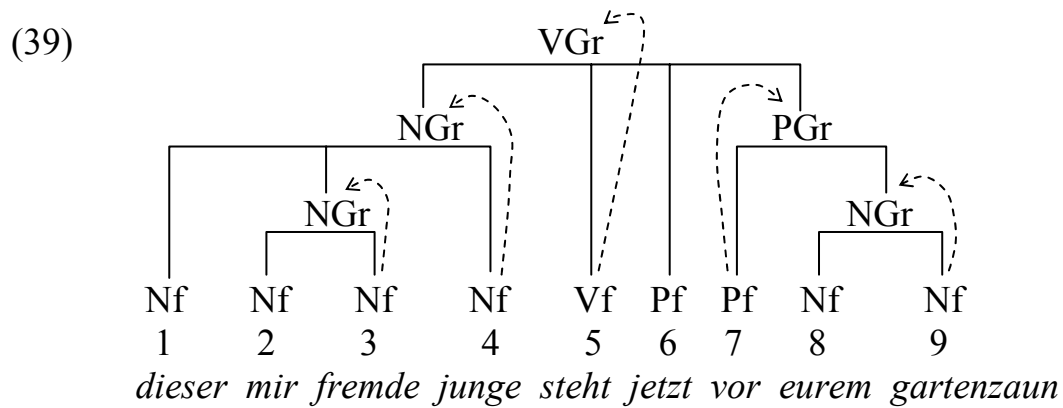 (39)
VGr
NGr PGr
NGr NGr
Nf Nf Nf Nf Vf Pf Pf Nf Nf
1 2 3 4 5 6 7 8 9
dieser mir fremde junge steht jetzt vor eurem gartenzaun